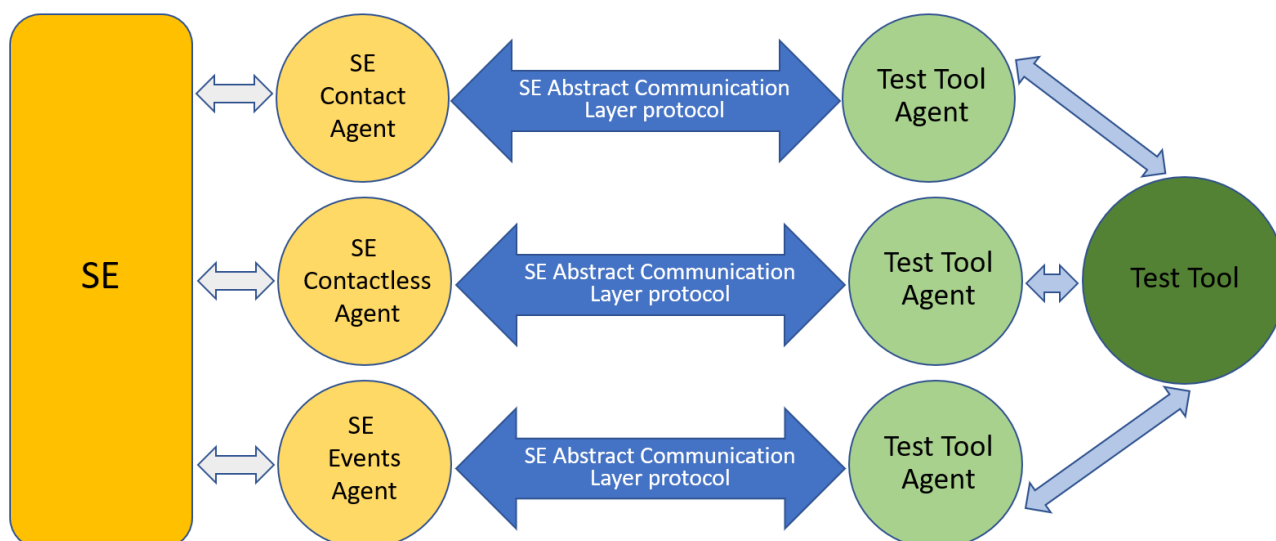 SE
SE
Contact
Agent
SE Abstract Communication
Layer protocol
Test Tool
Agent
SE
Contactless
Agent
SE Abstract Communication
Layer protocol
Test Tool
Agent
Test Tool
SE
Events
Agent
SE Abstract Communication
Layer protocol
Test Tool
Agent